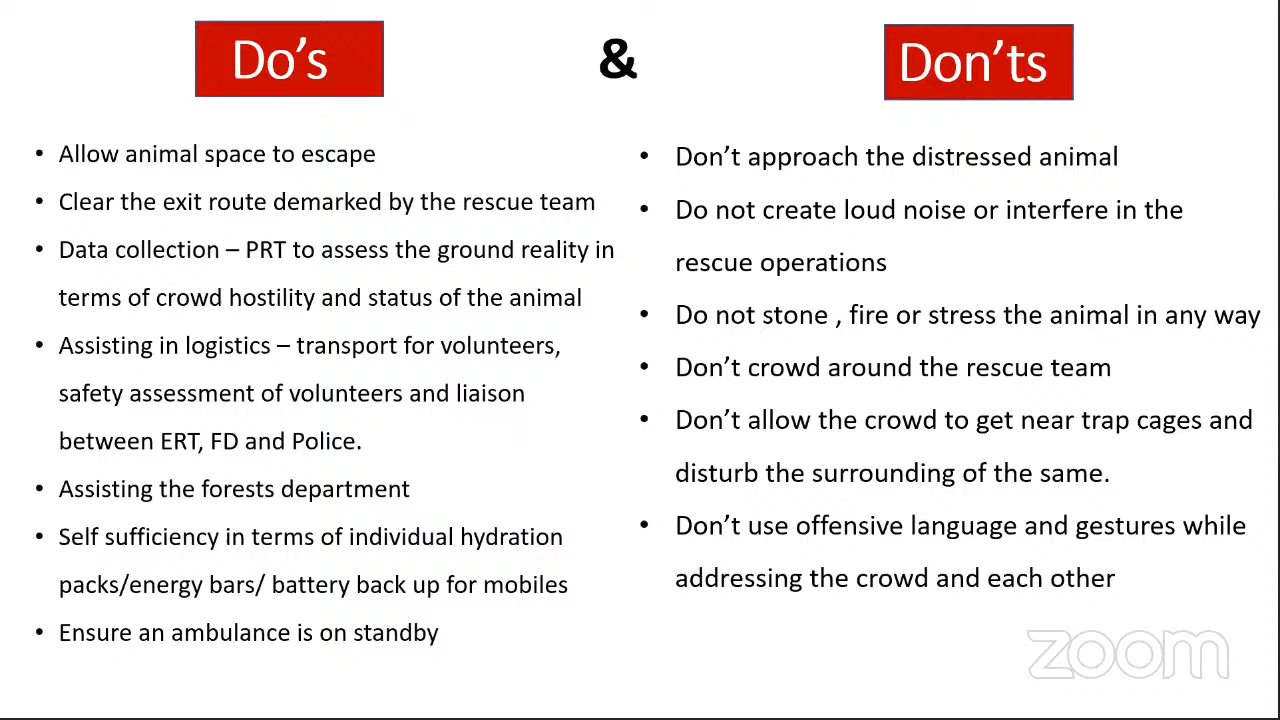 Do's
&
Don'ts
• Allow animal space to escape
• Clear the exit route demarked by the rescue team
• Data collection – PRT to assess the ground reality in
terms of crowd hostility and status of the animal
• Assisting in logistics – transport for volunteers,
safety assessment of volunteers and liaison
between ERT, FD and Police.
• Assisting the forests department
• Self sufficiency in terms of individual hydration
packs/energy bars/ battery back up for mobiles
• Ensure an ambulance is on standby
• Don't approach the distressed animal
• Do not create loud noise or interfere in the
rescue operations
• Do not stone , fire or stress the animal in any way
• Don't crowd around the rescue team
• Don't allow the crowd to get near trap cages and
disturb the surrounding of the same.
• Don't use offensive language and gestures while
addressing the crowd and each other
zoom